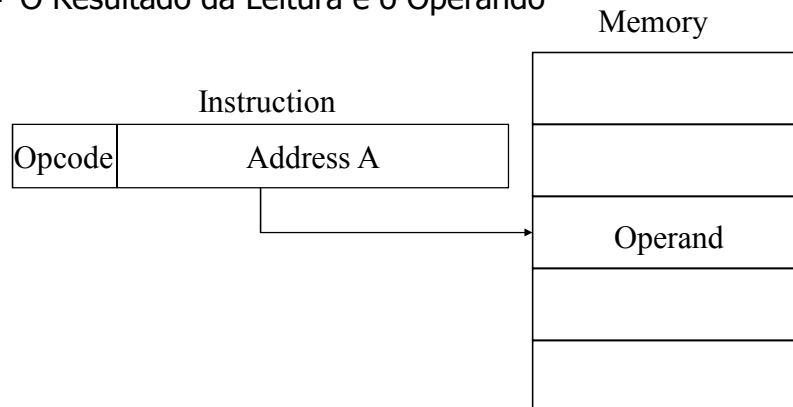 O Resultado da Leitura é o Operando
Memory
Instruction
Opcode
Address A
Operand